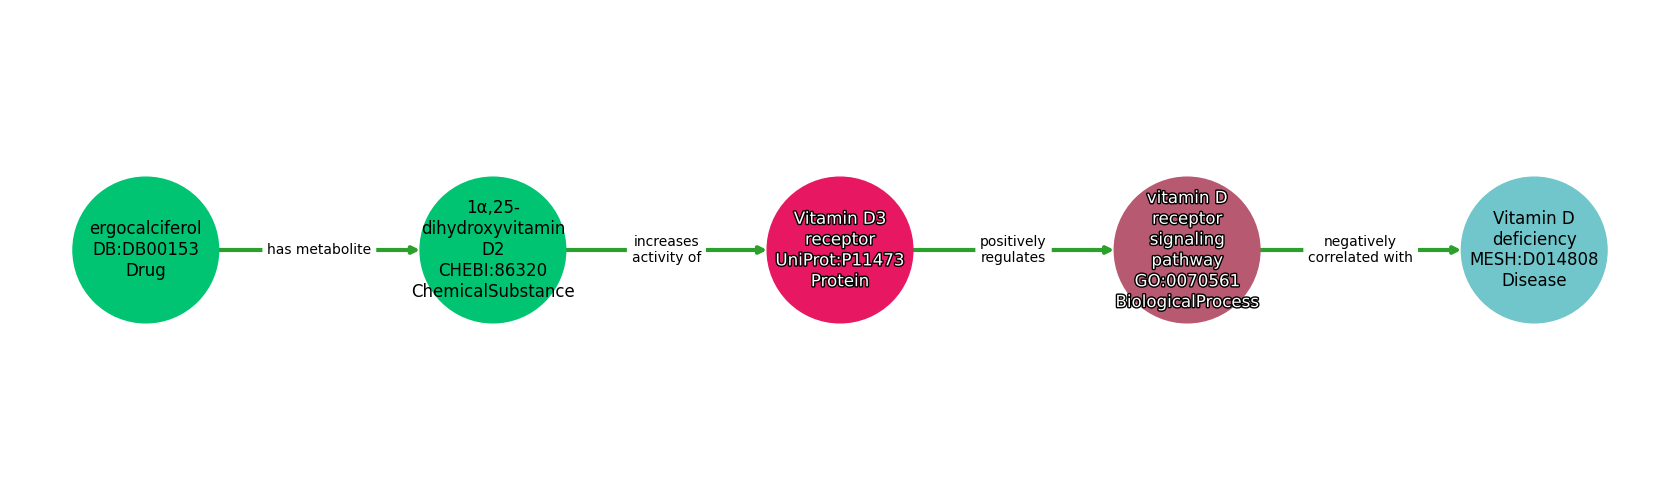 ergocalciferol
DB:DB00153
Drug
has metabolite
1α,25-
dihydroxyvitamin
D2
CHEBI:86320
ChemicalSubstance
increases
activity of
Vitamin D3
receptor
UniProt:P11473
Protein
positively
regulates
vitamin D
receptor
signaling
pathway
GO:0070561
BiologicalProcess
negatively
correlated with
Vitamin D
deficiency
MESH:D014808
Disease